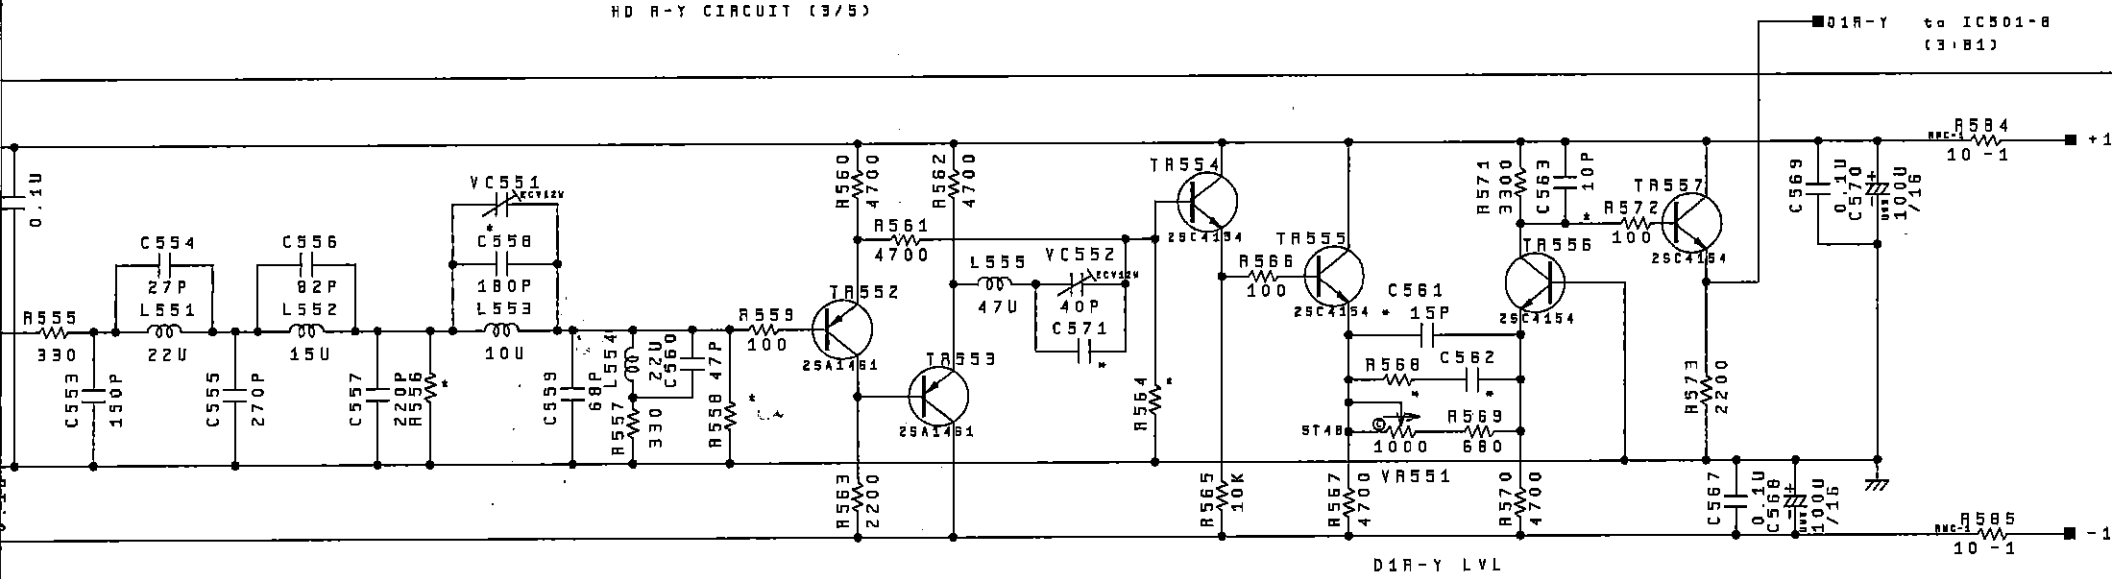 HD R-Y CIRCUIT (3/5)
D1R-Y to IC501-8
(3:B1)
R584
10 -1
+1
0.1U
VC551
ECV12W
*
C558
180P
L553
10U
C554
27P
L551
22U
C556
82P
L552
15U
R555
330
C553
150P
C555
270P
C557
220P
R556
*
C559
68P
L554
22U
C560
47P
R557
330
R558
*
R559
100
R560
4700
R562
4700
R561
4700
TR552
2SA1461
TR553
2SA1461
R563
2200
L555
47U
VC552
ECV12W
40P
C571
*
R564
*
TR554
2SC4154
R565
10K
R566
100
TR555
2SC4154
C561
* 15P
R568
*
C562
*
ST4B
1000
VR551
R569
680
R567
4700
R570
4700
R571
3300
C563
10P
*
TR556
2SC4154
R572
100
TR557
2SC4154
R573
2200
C569
0.1U
C570
100U
/16
C567
0.1U
C568
100U
/16
R585
10 -1
-1
D1R-Y LVL